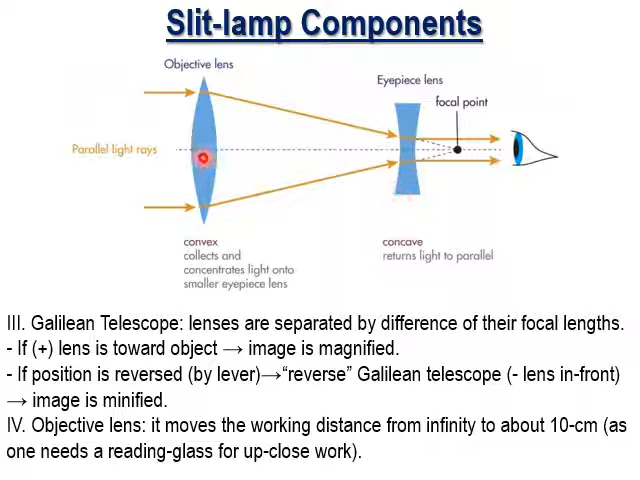 Slit-lamp Components
Objective lens
Eyepiece lens
focal point
Parallel light rays
convex
collects and
concentrates light onto
smaller eyepiece lens
concave
returns light to parallel
III. Galilean Telescope: lenses are separated by difference of their focal lengths.
- If (+) lens is toward object → image is magnified.
- If position is reversed (by lever)→“reverse” Galilean telescope (- lens in-front)
→ image is minified.
IV. Objective lens: it moves the working distance from infinity to about 10-cm (as
one needs a reading-glass for up-close work).